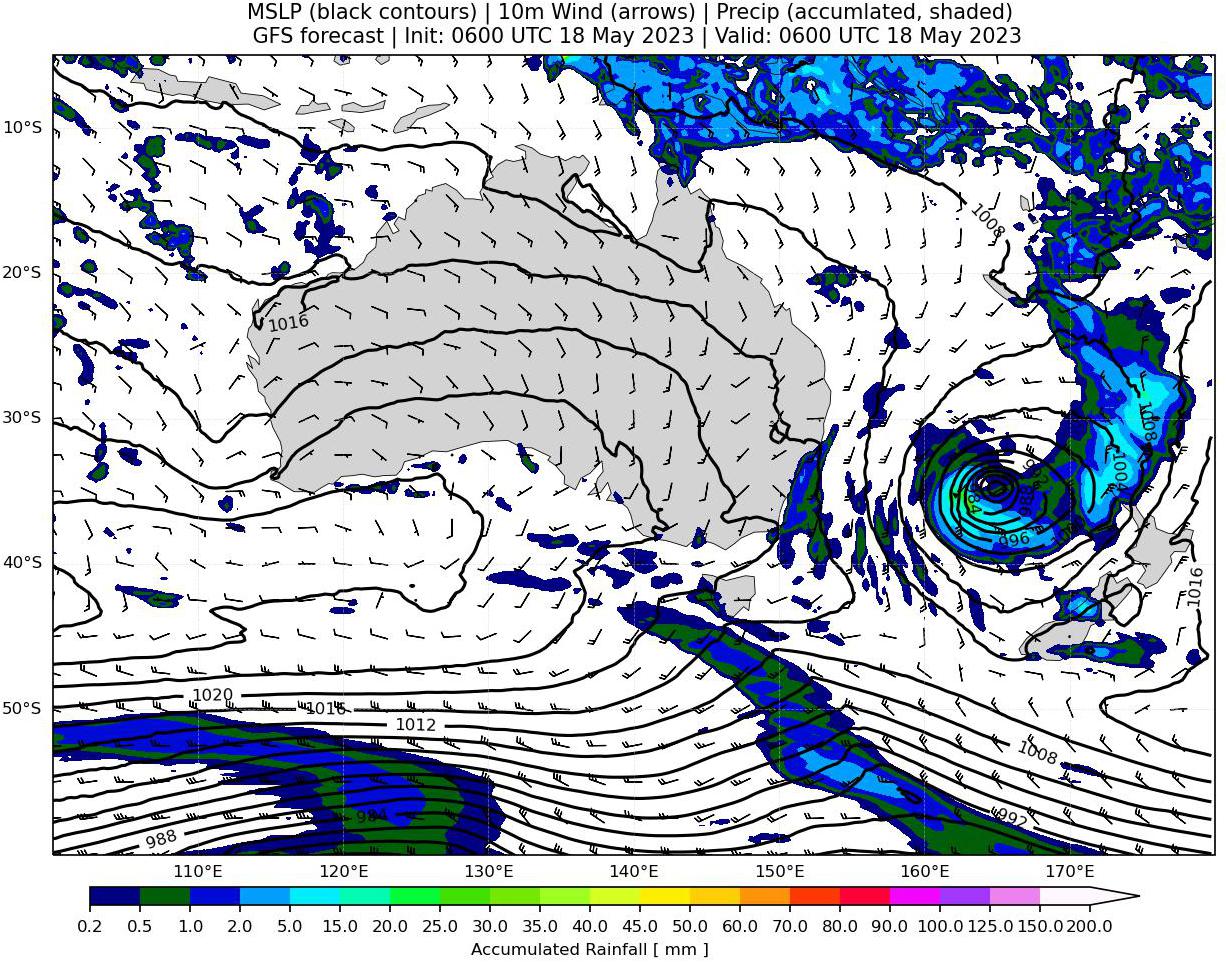 MSLP (black contours) | 10m Wind (arrows) | Precip (accumlated, shaded)
GFS forecast | Init: 0600 UTC 18 May 2023 | Valid: 0600 UTC 18 May 2023
10°S
1008
20°S
1016
30°S
1008
1004
984
996
40°S
1016
1020
1016
50°S
1012
1008
984
992
988
110°E 120°E 130°E 140°E 150°E 160°E 170°E
0.2 0.5 1.0 2.0 5.0 10.0 15.0 20.0 25.0 30.0 35.0 40.0 45.0 50.0 60.0 70.0 80.0 90.0 100.0 125.0 150.0 200.0
Accumulated Rainfall [ mm ]